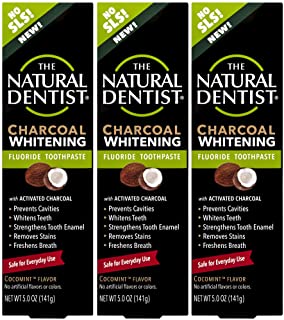 NO SLS!
NEW!
THE
NATURAL
DENTIST®
CHARCOAL
WHITENING
FLUORIDE TOOTHPASTE
with ACTIVATED CHARCOAL
• Prevents Cavities
• Whitens Teeth
• Strengthens Tooth Enamel
• Removes Stains
• Freshens Breath
Safe for Everyday Use
COCOMINT™ FLAVOR
No artificial flavors or colors.
NET WT 5.0 OZ (141g)
NO SLS!
NEW!
THE
NATURAL
DENTIST®
CHARCOAL
WHITENING
FLUORIDE TOOTHPASTE
with ACTIVATED CHARCOAL
• Prevents Cavities
• Whitens Teeth
• Strengthens Tooth Enamel
• Removes Stains
• Freshens Breath
Safe for Everyday Use
COCOMINT™ FLAVOR
No artificial flavors or colors.
NET WT 5.0 OZ (141g)
NO SLS!
NEW!
THE
NATURAL
DENTIST®
CHARCOAL
WHITENING
FLUORIDE TOOTHPASTE
with ACTIVATED CHARCOAL
• Prevents Cavities
• Whitens Teeth
• Strengthens Tooth Enamel
• Removes Stains
• Freshens Breath
Safe for Everyday Use
COCOMINT™ FLAVOR
No artificial flavors or colors.
NET WT 5.0 OZ (141g)